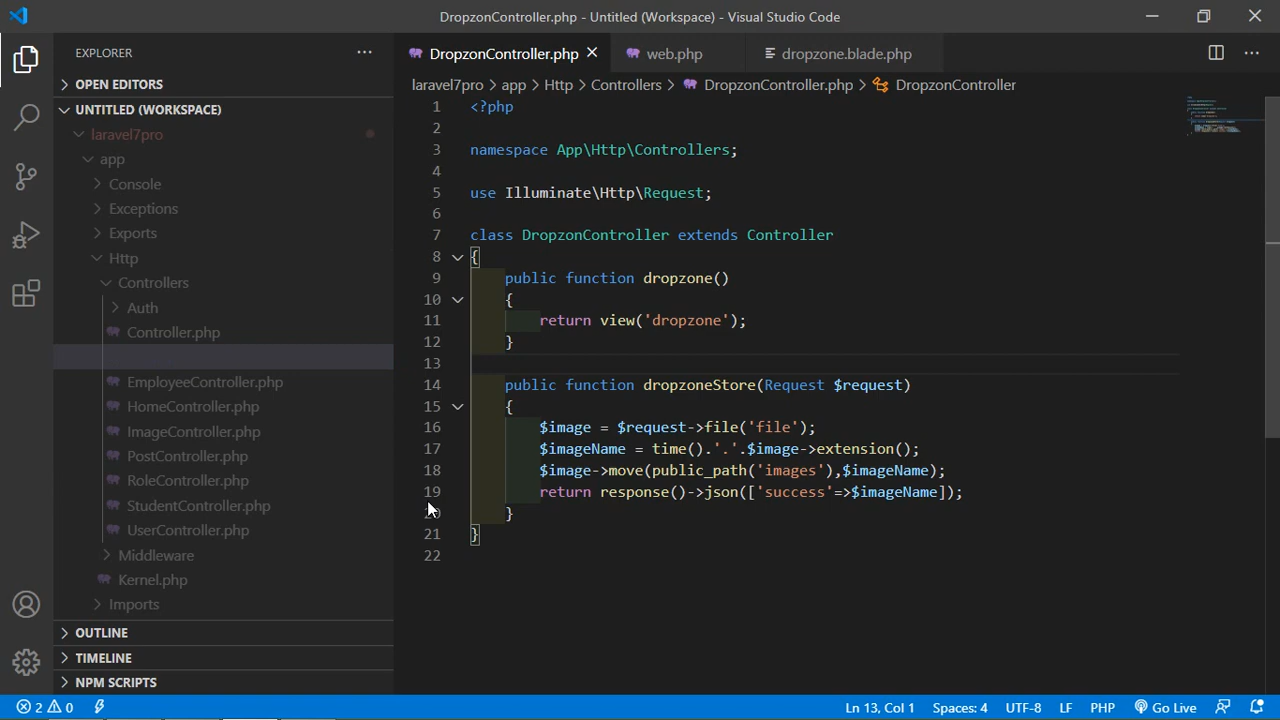 DropzonController.php - Untitled (Workspace) - Visual Studio Code
EXPLORER
OPEN EDITORS
UNTITLED (WORKSPACE)
laravel7pro
app
Console
Exceptions
Exports
Http
Controllers
Auth
Controller.php
EmployeeController.php
HomeController.php
ImageController.php
PostController.php
RoleController.php
StudentController.php
UserController.php
Middleware
Kernel.php
Imports
OUTLINE
TIMELINE
NPM SCRIPTS
DropzonController.php web.php dropzone.blade.php
laravel7pro > app > Http > Controllers > DropzonController.php > DropzonController
1 <?php
2
3 namespace App\Http\Controllers;
4
5 use Illuminate\Http\Request;
6
7 class DropzonController extends Controller
8 {
9 public function dropzone()
10 {
11 return view('dropzone');
12 }
13
14 public function dropzoneStore(Request $request)
15 {
16 $image = $request->file('file');
17 $imageName = time().'.'.$image->extension();
18 $image->move(public_path('images'),$imageName);
19 return response()->json(['success'=>$imageName]);
20 }
21 }
22
2 0 Ln 13, Col 1 Spaces: 4 UTF-8 LF PHP Go Live